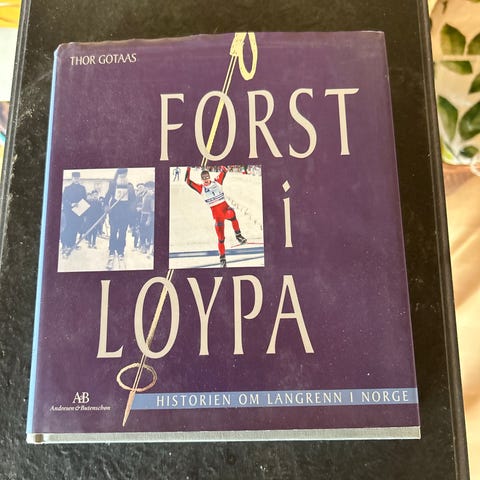 THOR GOTAAS
FØRST
i
LØYPA
AB
Andresen & Butenschøn
HISTORIEN OM LANGRENN I NORGE